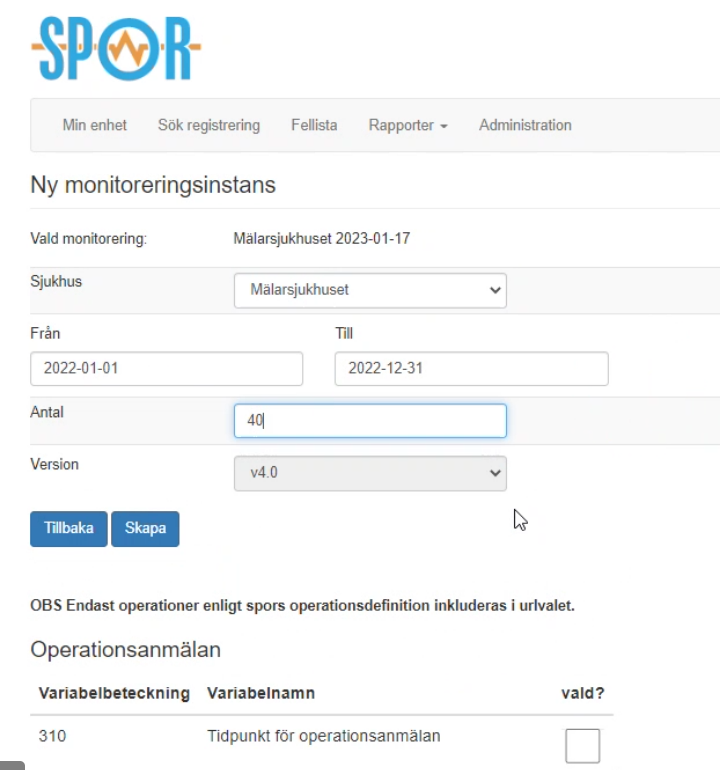 SPOR
Min enhet Sök registrering Fellista Rapporter Administration
Ny monitoreringsinstans
Vald monitorering: Mälarsjukhuset 2023-01-17
Sjukhus Mälarsjukhuset
Från Till
2022-01-01 2022-12-31
Antal 40
Version v4.0
Tillbaka Skapa
OBS Endast operationer enligt spors operationsdefinition inkluderas i urlvalet.
Operationsanmälan
Variabelbeteckning Variabelnamn vald?
310 Tidpunkt för operationsanmälan